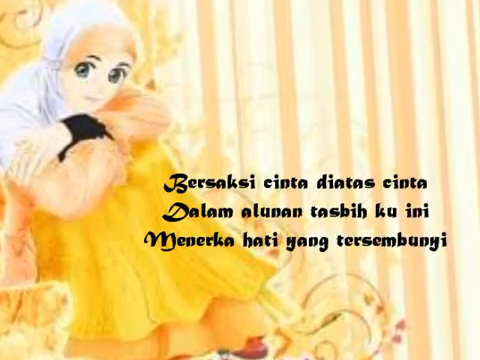 Bersaksi cinta diatas cinta
Dalam alunan tasbih ku ini
Menerka hati yang tersembunyi